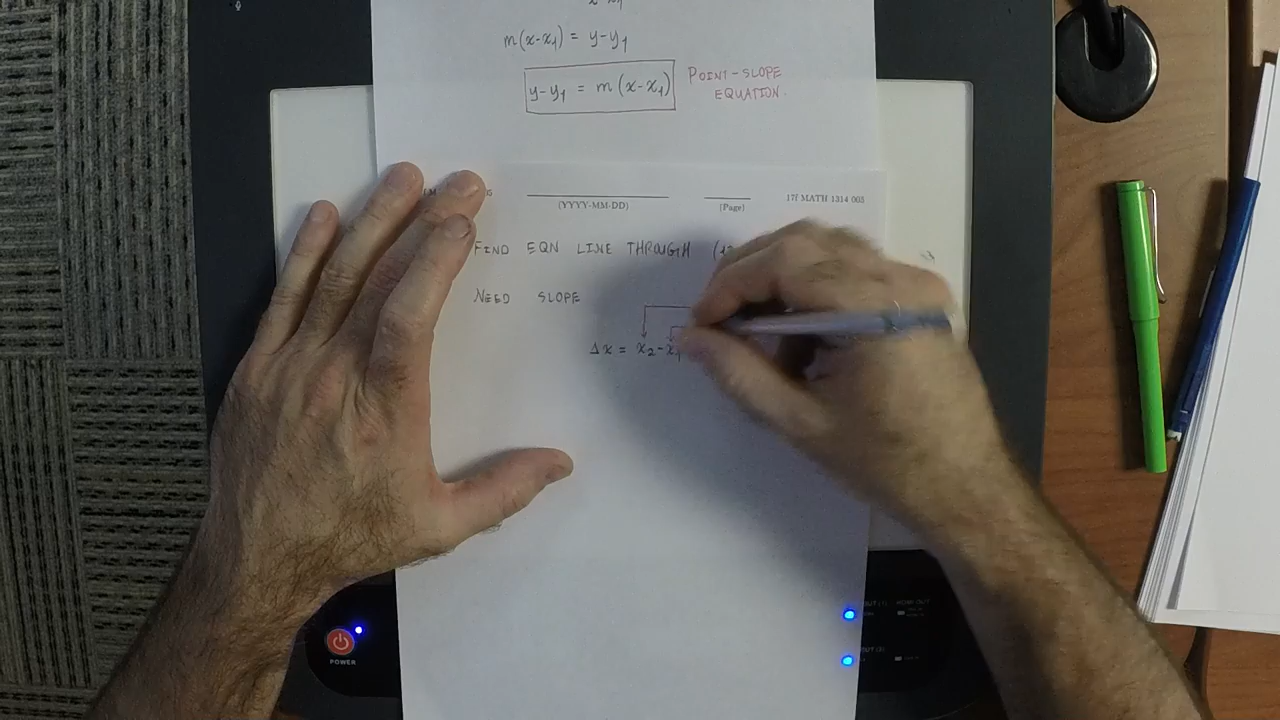 m(x-x₁) = y-y₁
y-y₁ = m(x-x₁)
POINT-SLOPE
EQUATION.
(YYYY-MM-DD)
(Page)
17f MATH 1314 003
FIND EQN LINE THROUGH
NEED SLOPE
Δx = x₂-x₁
POWER